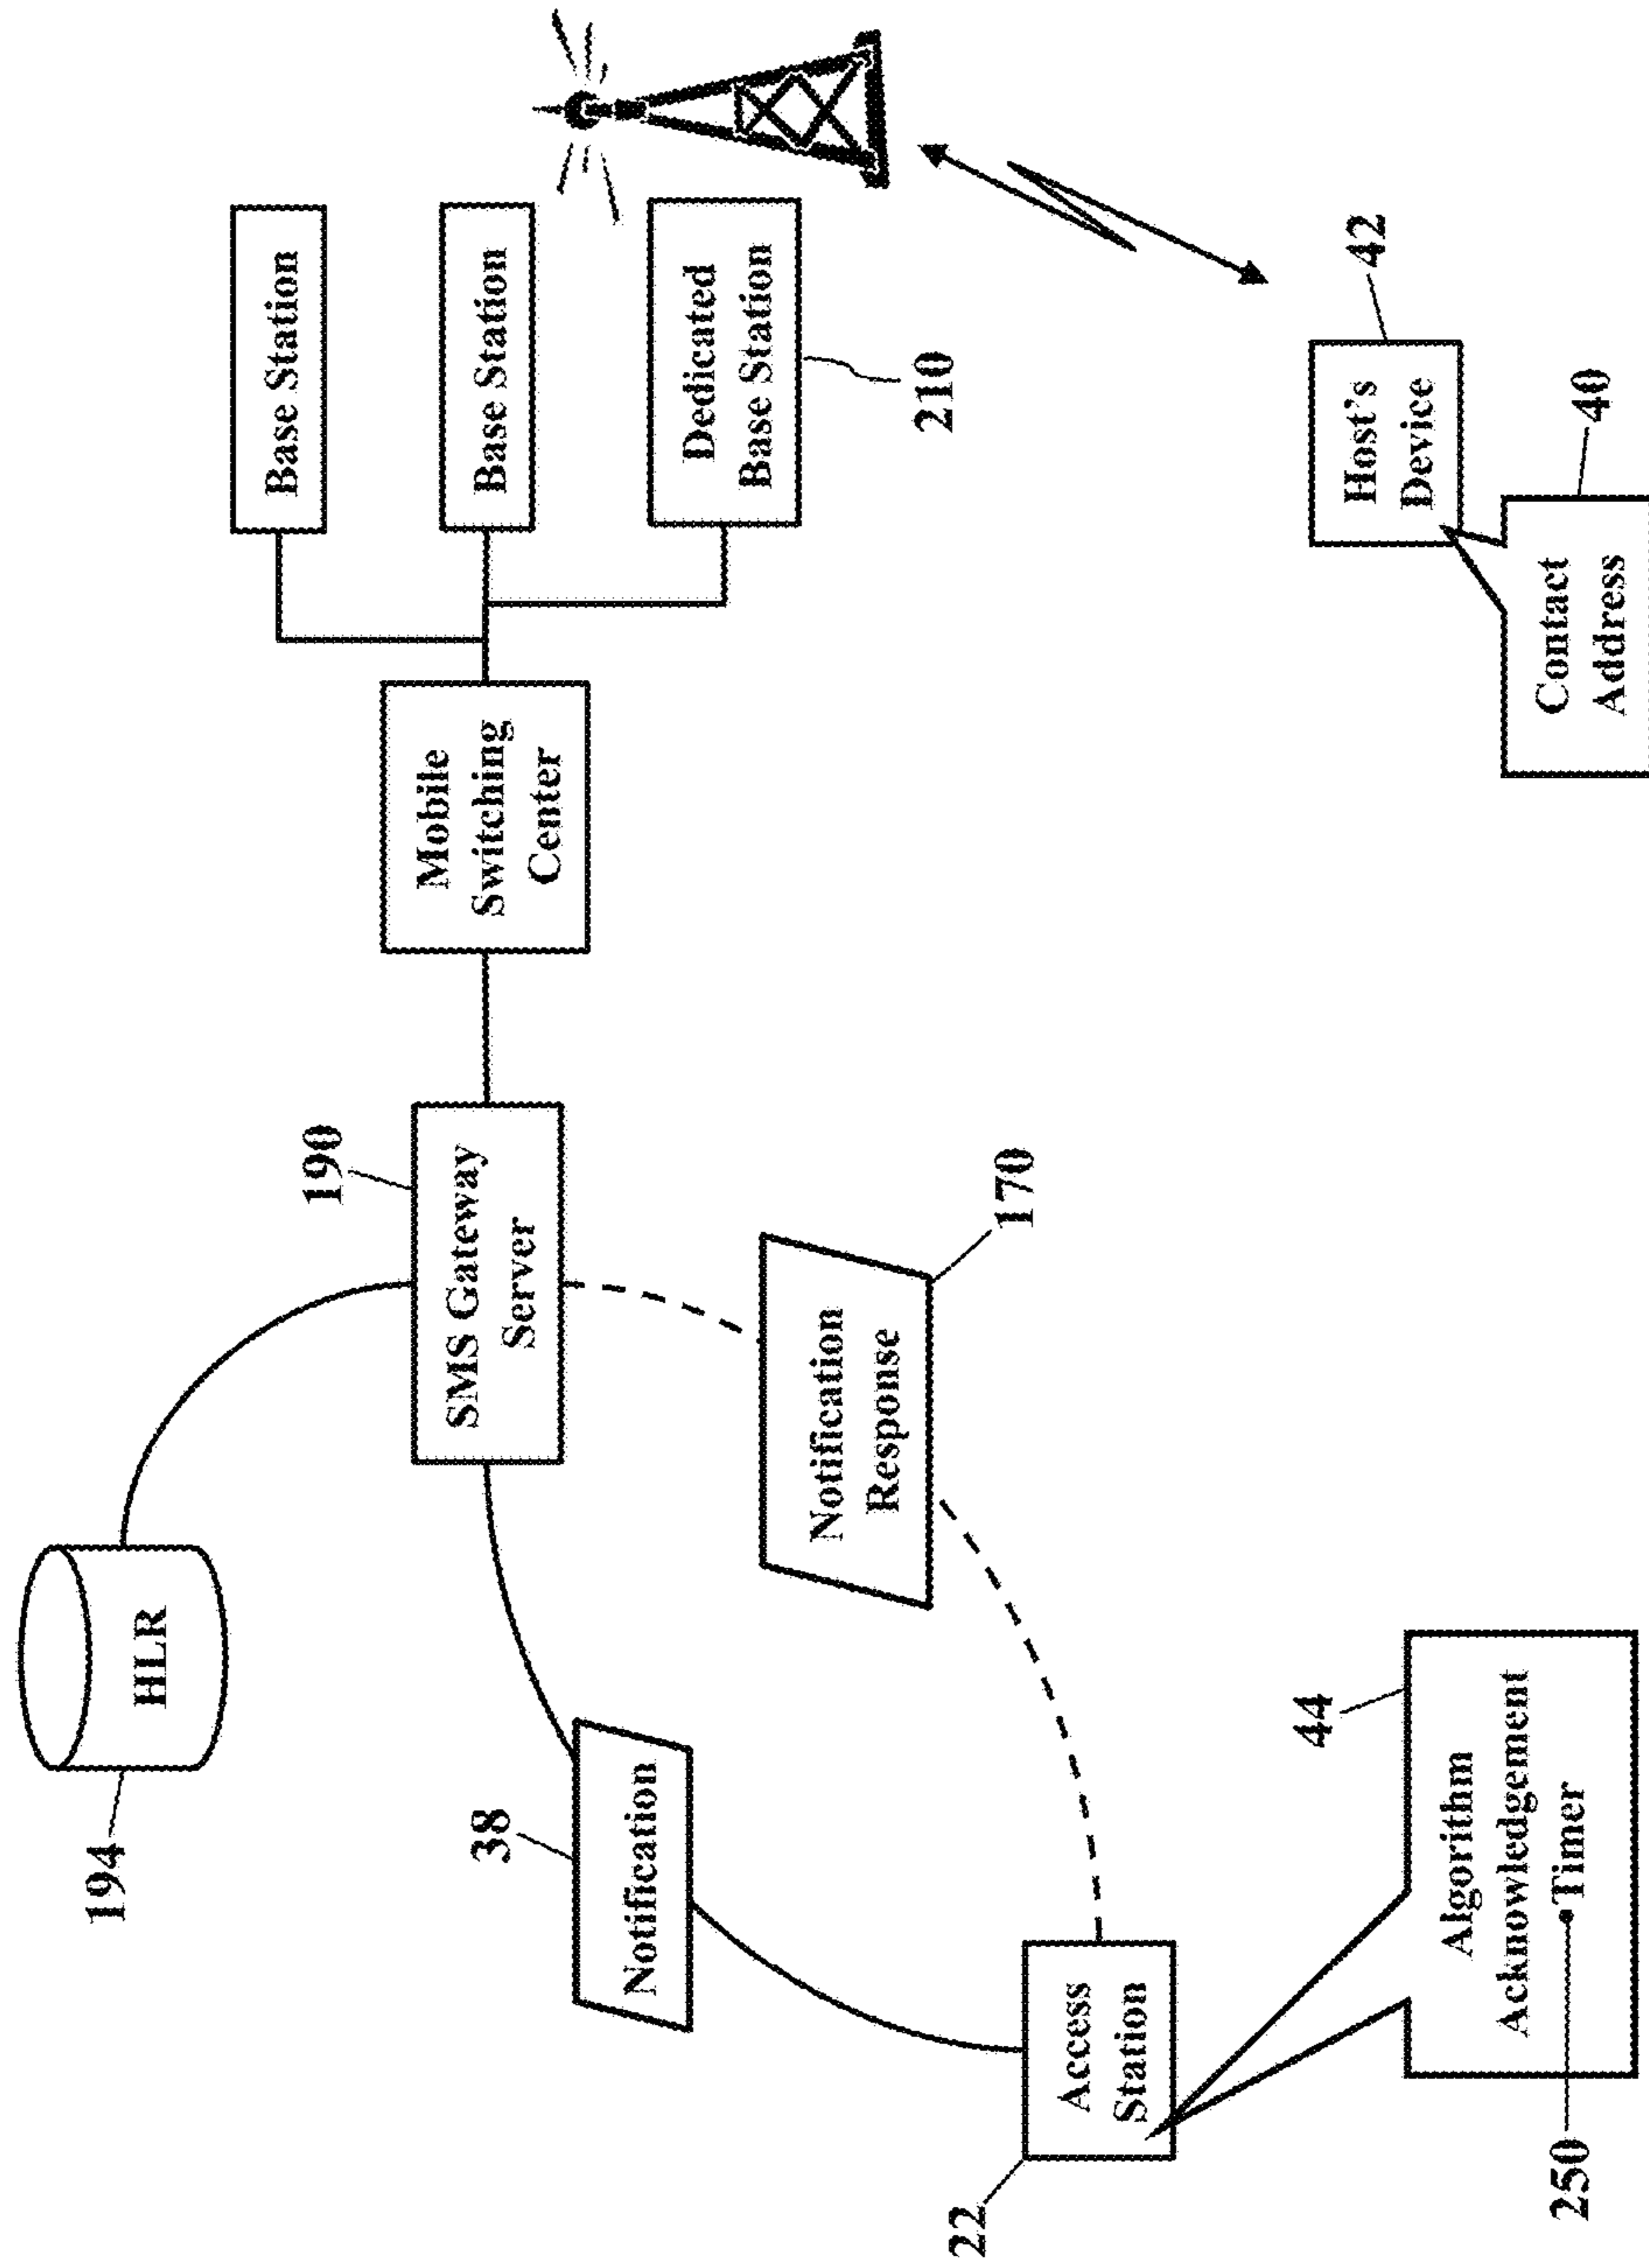 194
HLR
190
SMS Gateway
Server
Mobile
Switching
Center
Base Station
Base Station
Dedicated
Base Station
210
38
Notification
Notification
Response
170
22
Access
Station
44
Algorithm
Acknowledgement
Timer
250
Host's
Device
42
Contact
Address
40